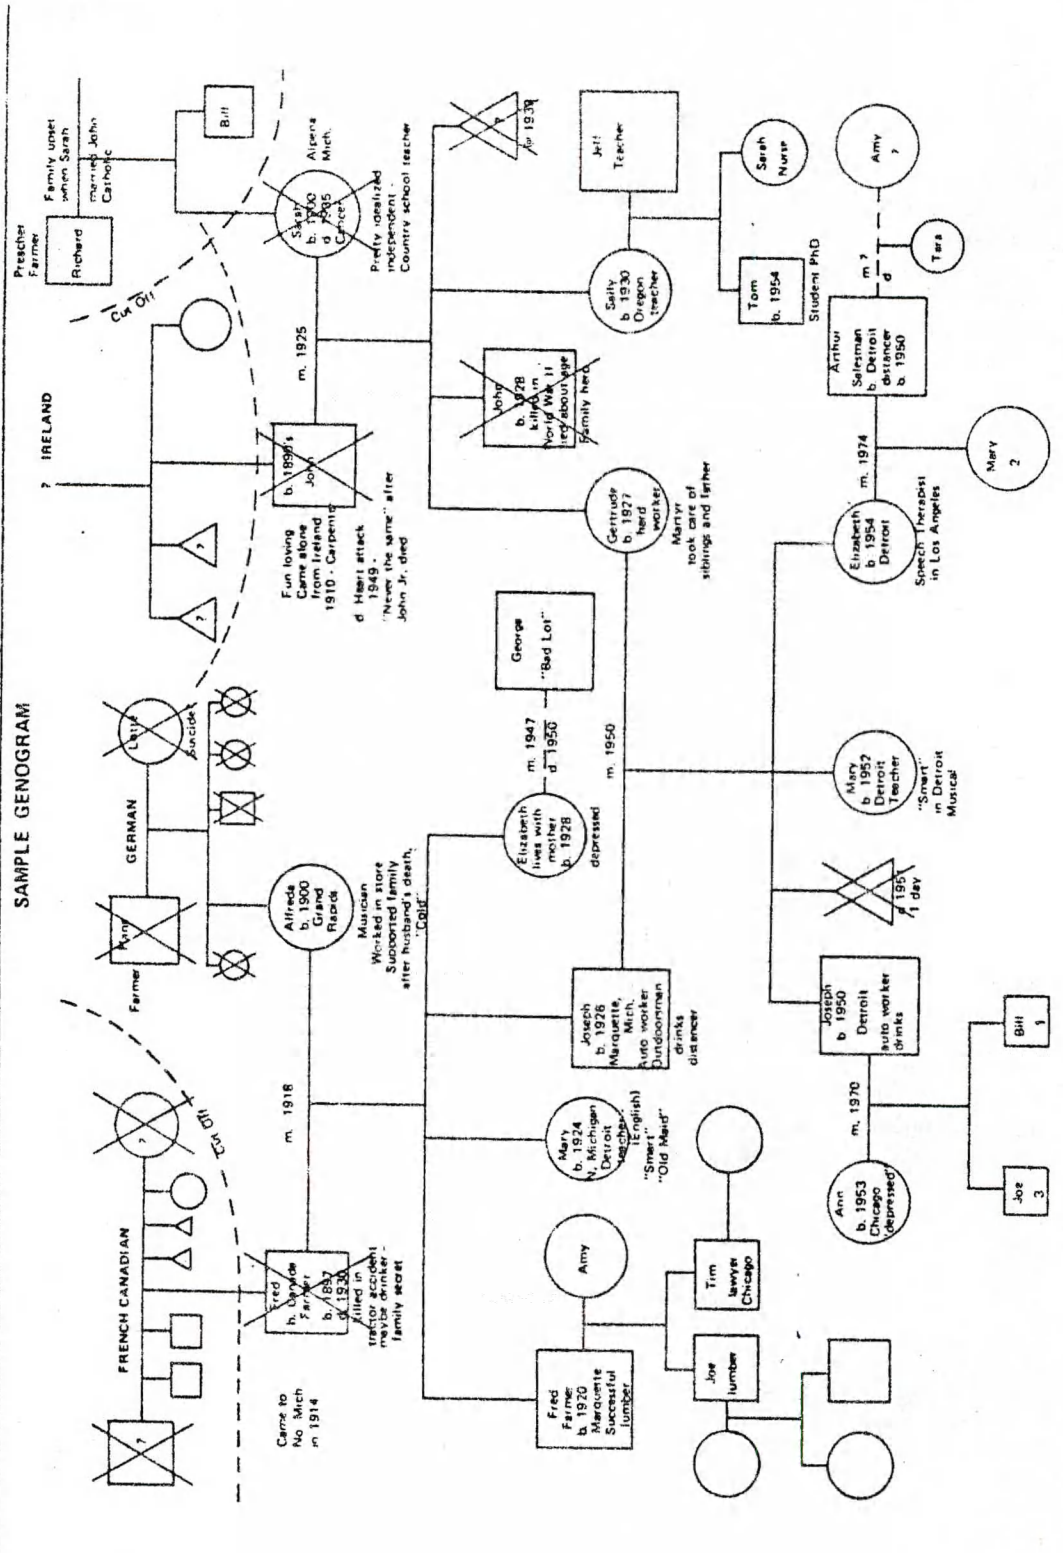 SAMPLE GENOGRAM
FRENCH CANADIAN
?
?
Cut Off
Came to
No Mich
in 1914
Fred
b. Canada
Farmer
b. 1897
d. 1930
Killed in
tractor accident
maybe drinker -
family secret
m. 1918
Farmer
Hans
GERMAN
Lotte
Suicide
Alfreda
b. 1900
Grand
Rapids
Musician
Worked in store
Supported family
after husband's death,
"Cold"
? IRELAND
?
?
Cut Off
b. 1890's
John
Fun loving
Came alone
from Ireland
1910 - Carpenter
d Heart attack
1949 -
"Never the same" after
John Jr. died
m. 1925
Preacher
Farmer
Richard
Family upset
when Sarah
married John
Catholic
Bill
Sarah
b. 1900
d 1935
Cancer
Alpena
Mich.
Pretty idealized
independent -
Country school teacher
Fred
Farmer
b. 1920
Marquette
Successful
lumber
Amy
Mary
b. 1924
N. Michigan
Detroit
teacher
(English)
"Smart"
"Old Maid"
Joseph
b. 1926
Marquette,
Mich.
Auto worker
Outdoorsman
drinks
distancer
Elizabeth
lives with
mother
b. 1928
depressed
m. 1947
d. 1950
George
"Bad Lot"
m. 1950
Gertrude
b. 1927
hard
worker
Martyr
took care of
siblings and father
John
b. 1928
killed in
World War II
lied about age
Family hero
Sally
b 1930
Oregon
teacher
Jeff
Teacher
?
1939
Joe
lumber
Tim
lawyer
Chicago
Tom
b. 1954
Student PhD
Sarah
Nurse
Ann
b. 1953
Chicago
"depressed"
m. 1970
Joseph
b 1950
Detroit
auto worker
drinks
d 1951
1 day
Mary
b 1952
Detroit
Teacher
"Smart"
in Detroit
Musical
Elizabeth
b 1954
Detroit
Speech Therapist
in Los Angeles
m. 1974
Arthur
Salesman
b. Detroit
distancer
b. 1950
m ?
d
Amy
?
Tara
Joe
3
Bill
1
Mary
2